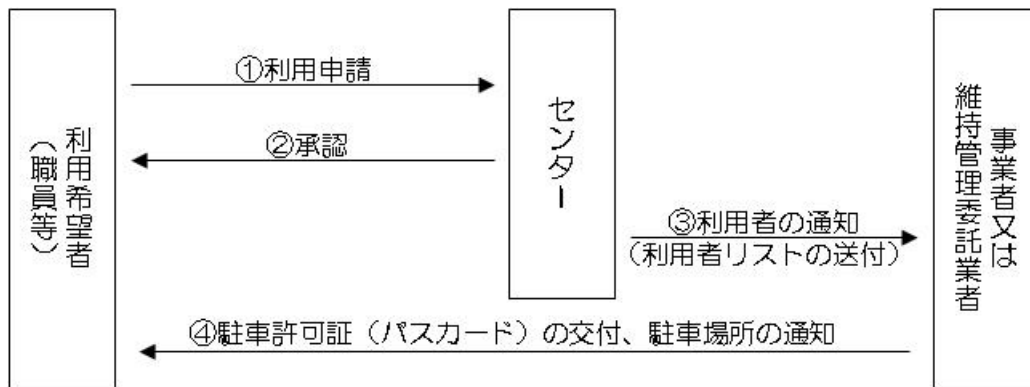 利用希望者
（職員等）
①利用申請
②承認
センター
③利用者の通知
（利用者リストの送付）
事業者又は
維持管理委託業者
④駐車許可証（パスカード）の交付、駐車場所の通知